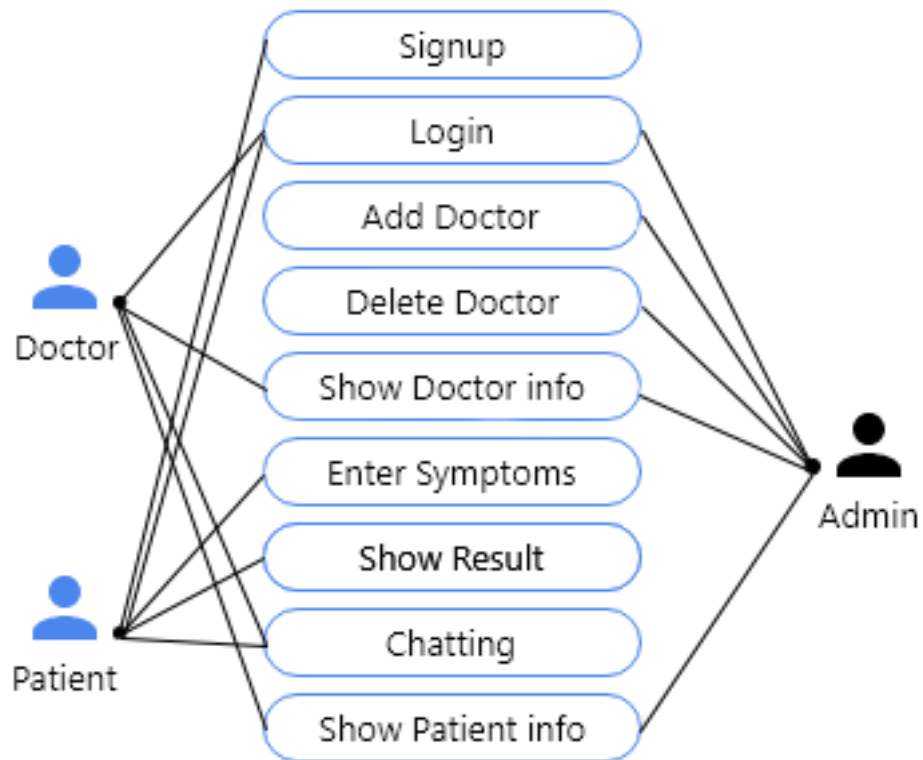 Signup
Login
Add Doctor
Delete Doctor
Doctor
Show Doctor info
Enter Symptoms
Admin
Show Result
Chatting
Patient
Show Patient info